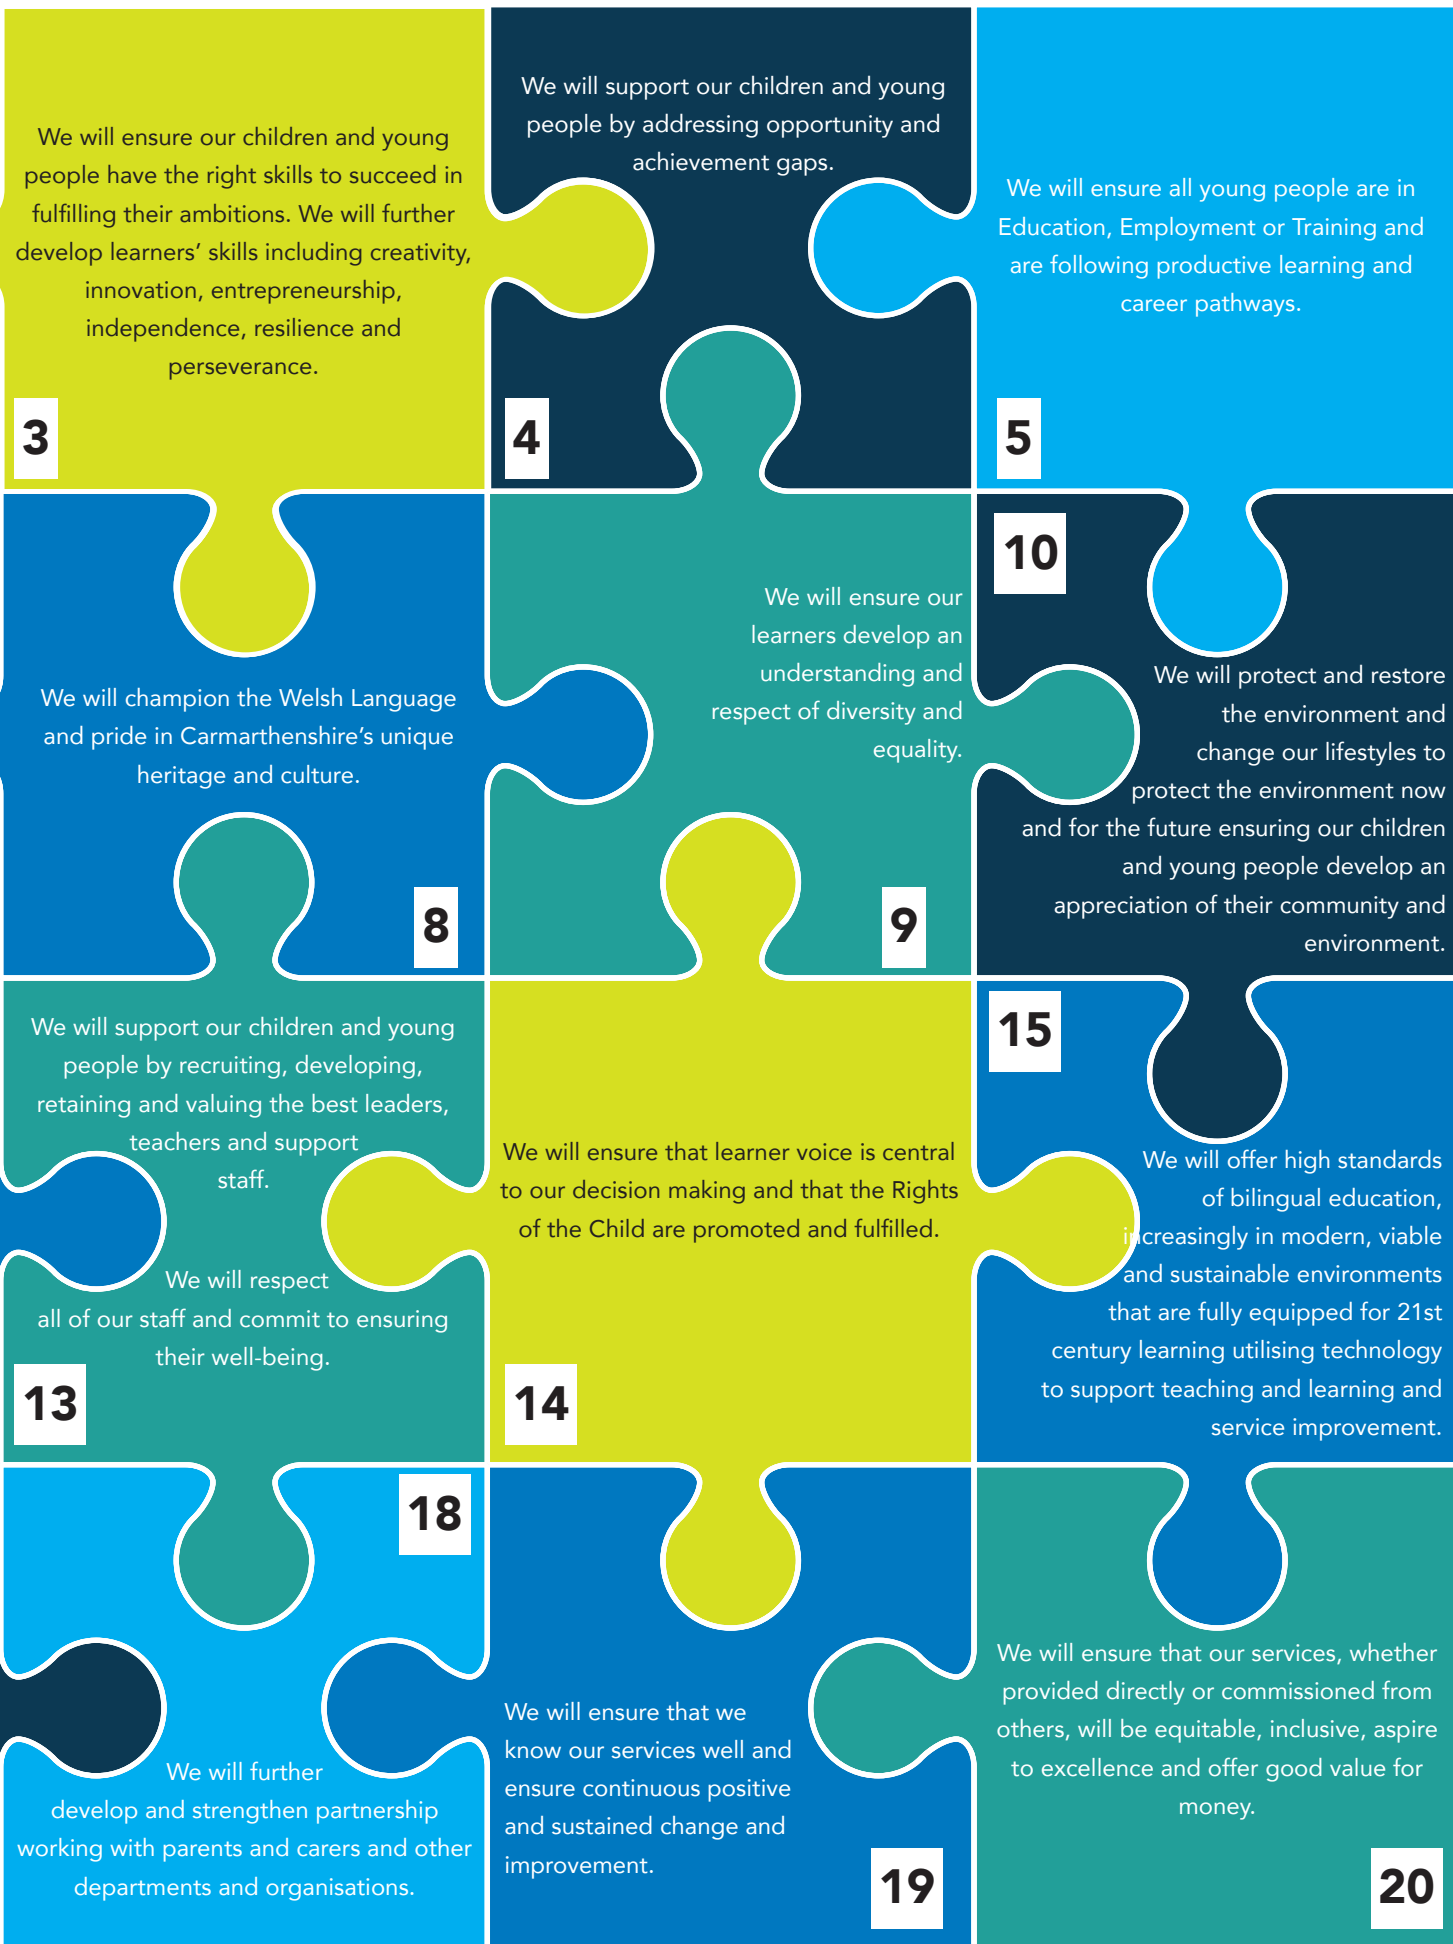 We will ensure our children and young
people have the right skills to succeed in
fulfilling their ambitions. We will further
develop learners’ skills including creativity,
innovation, entrepreneurship,
independence, resilience and
perseverance.
3
We will support our children and young
people by addressing opportunity and
achievement gaps.
4
We will ensure all young people are in
Education, Employment or Training and
are following productive learning and
career pathways.
5
We will champion the Welsh Language
and pride in Carmarthenshire’s unique
heritage and culture.
8
We will ensure our
learners develop an
understanding and
respect of diversity and
equality.
9
10
We will protect and restore
the environment and
change our lifestyles to
protect the environment now
and for the future ensuring our children
and young people develop an
appreciation of their community and
environment.
We will support our children and young
people by recruiting, developing,
retaining and valuing the best leaders,
teachers and support
staff.
We will respect
all of our staff and commit to ensuring
their well-being.
13
We will ensure that learner voice is central
to our decision making and that the Rights
of the Child are promoted and fulfilled.
14
15
We will offer high standards
of bilingual education,
increasingly in modern, viable
and sustainable environments
that are fully equipped for 21st
century learning utilising technology
to support teaching and learning and
service improvement.
18
We will further
develop and strengthen partnership
working with parents and carers and other
departments and organisations.
We will ensure that we
know our services well and
ensure continuous positive
and sustained change and
improvement.
19
We will ensure that our services, whether
provided directly or commissioned from
others, will be equitable, inclusive, aspire
to excellence and offer good value for
money.
20